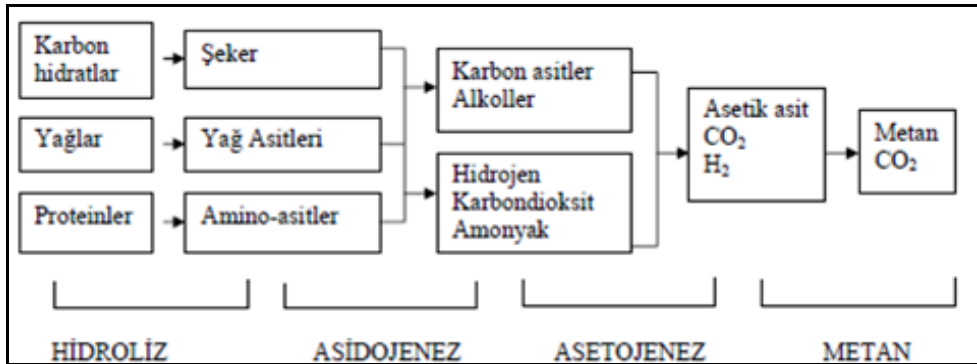 Karbon
hidratlar
Şeker
Yağlar
Yağ Asitleri
Proteinler
Amino-asitler
Karbon asitler
Alkoller
Hidrojen
Karbondioksit
Amonyak
Asetik asit
CO₂
H₂
Metan
CO₂
HİDROLİZ
ASİDOJENEZ
ASETOJENEZ
METAN